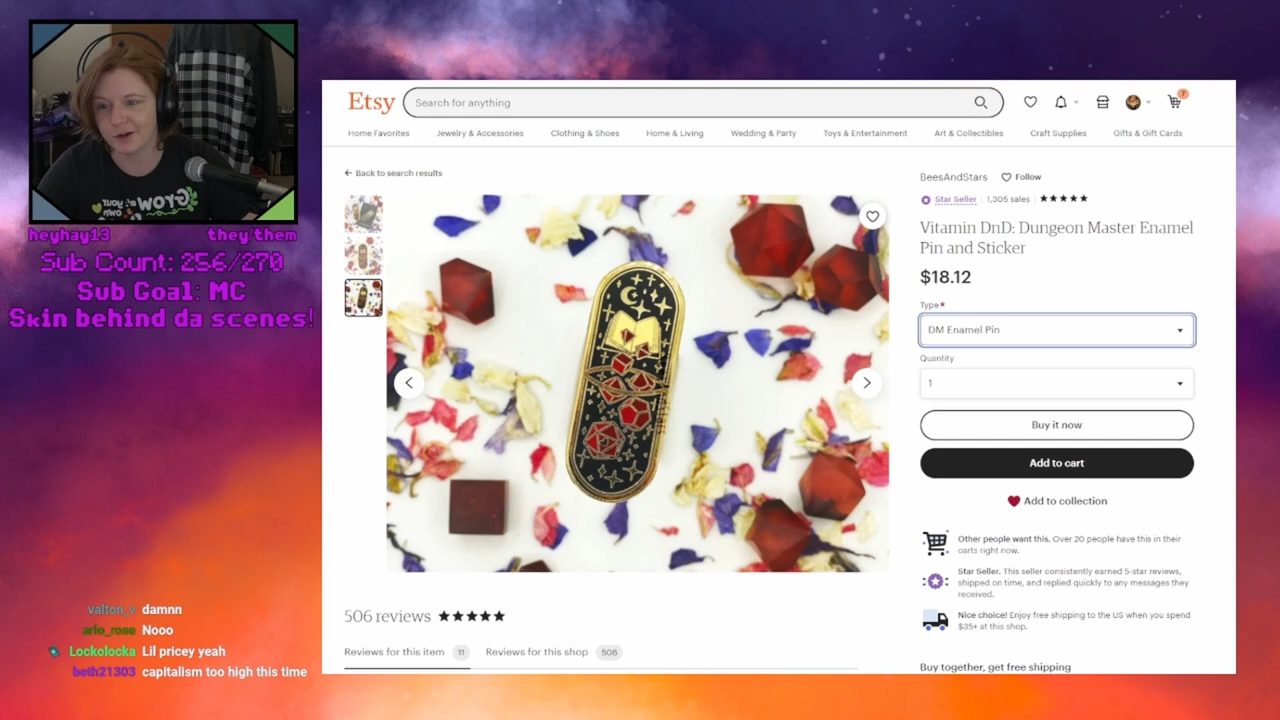 GROW your own
heyhay13
they/them
Sub Count: 256/270
Sub Goal: MC
Skin behind da scenes!
valton_v damnn
arlo_rose Nooo
Lockolocka Lil pricey yeah
beth21303 capitalism too high this time
Etsy
Search for anything
7
Home Favorites
Jewelry & Accessories
Clothing & Shoes
Home & Living
Wedding & Party
Toys & Entertainment
Art & Collectibles
Craft Supplies
Gifts & Gift Cards
Back to search results
BeesAndStars
Follow
Star Seller
1,305 sales
Vitamin DnD: Dungeon Master Enamel
Pin and Sticker
$18.12
Type*
DM Enamel Pin
Quantity
1
Buy it now
Add to cart
Add to collection
Other people want this. Over 20 people have this in their
carts right now.
Star Seller. This seller consistently earned 5-star reviews,
shipped on time, and replied quickly to any messages they
received.
Nice choice! Enjoy free shipping to the US when you spend
$35+ at this shop.
Buy together, get free shipping
506 reviews
Reviews for this item 11
Reviews for this shop 506